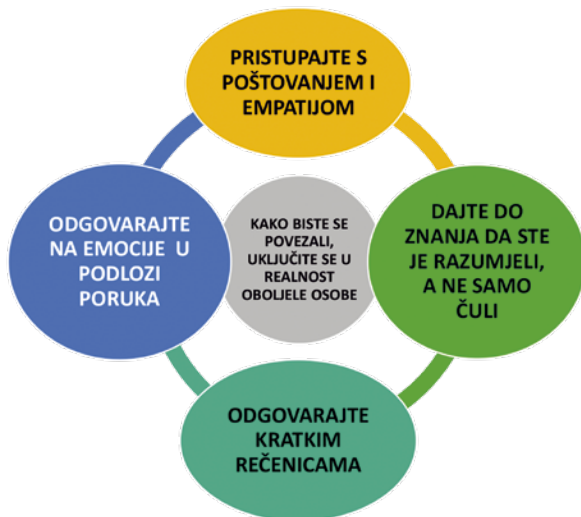 PRISTUPAJTE S
POŠTOVANJEM I
EMPATIJOM
DAJTE DO
ZNANJA DA STE
JE RAZUMJELI,
A NE SAMO
ČULI
ODGOVARAJTE
KRATKIM
REČENICAMA
ODGOVARAJTE
NA EMOCIJE U
PODLOZI
PORUKA
KAKO BISTE SE
POVEZALI,
UKLJUČITE SE U
REALNOST
OBOLJELE OSOBE